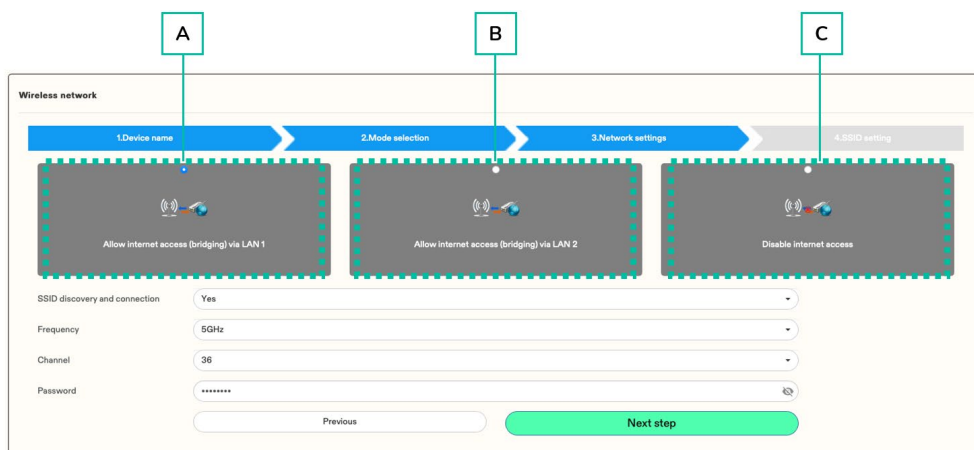 A
B
C
Wireless network
1.Device name
2.Mode selection
3.Network settings
4.SSID setting
Allow internet access (bridging) via LAN 1
Allow internet access (bridging) via LAN 2
Disable internet access
SSID discovery and connection
Yes
Frequency
5GHz
Channel
36
Password
••••••••
Previous
Next step